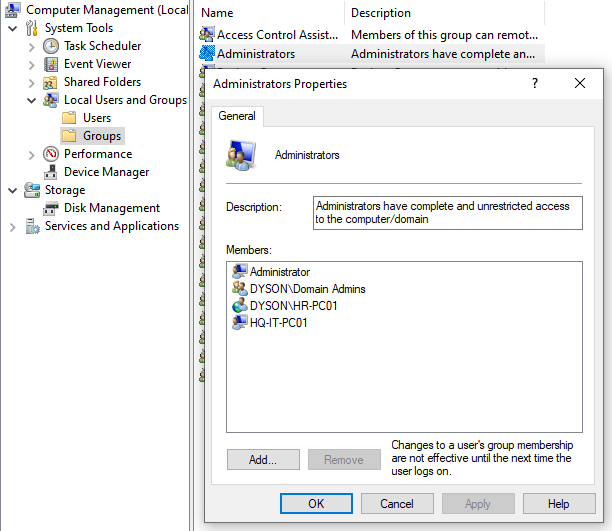 Computer Management (Local
System Tools
Task Scheduler
Event Viewer
Shared Folders
Local Users and Groups
Users
Groups
Performance
Device Manager
Storage
Disk Management
Services and Applications
Name Description
Access Control Assist... Members of this group can remot...
Administrators Administrators have complete an...
Administrators Properties
? ×
General
Administrators
Description:
Administrators have complete and unrestricted access
to the computer/domain
Members:
Administrator
DYSON\Domain Admins
DYSON\HR-PC01
HQ-IT-PC01
Add... Remove
Changes to a user's group membership
are not effective until the next time the
user logs on.
OK Cancel Apply Help